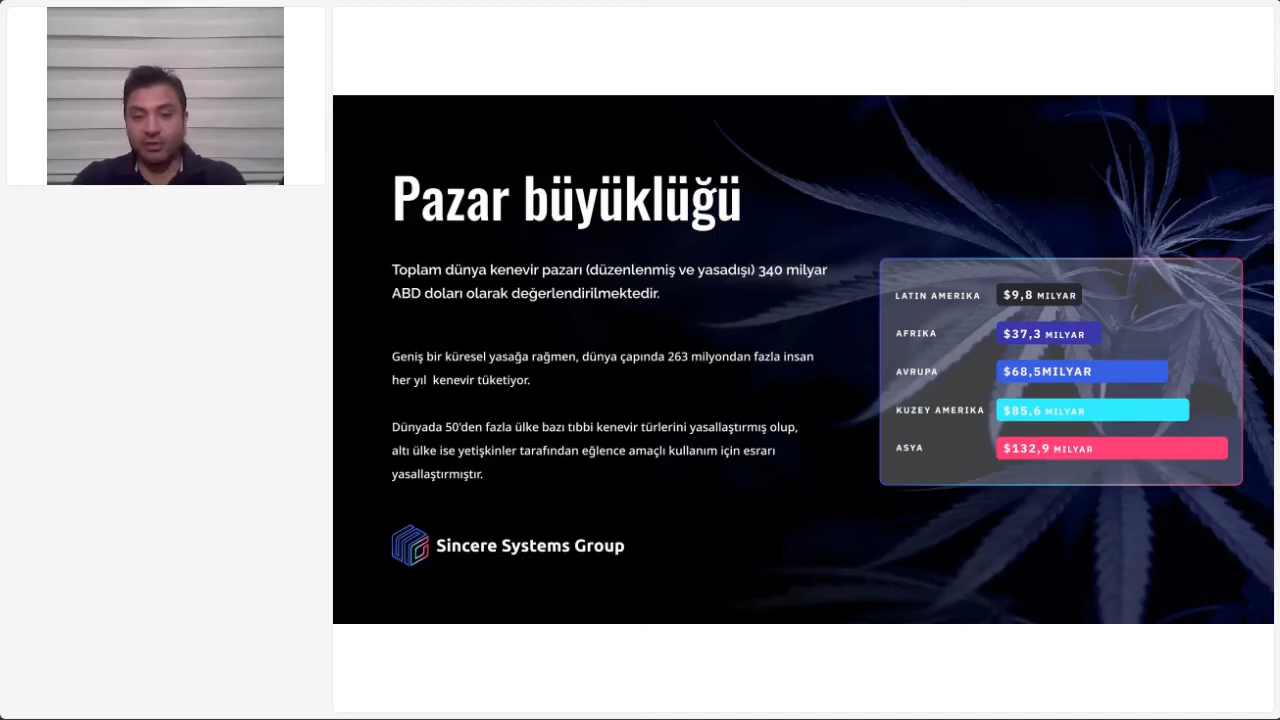 Pazar büyüklüğü
Toplam dünya kenevir pazarı (düzenlenmiş ve yasadışı) 340 milyar
ABD doları olarak değerlendirilmektedir.
Geniş bir küresel yasağa rağmen, dünya çapında 263 milyondan fazla insan
her yıl kenevir tüketiyor.
Dünyada 50'den fazla ülke bazı tıbbi kenevir türlerini yasallaştırmış olup,
altı ülke ise yetişkinler tarafından eğlence amaçlı kullanım için esrarı
yasallaştırmıştır.
Sincere Systems Group
LATIN AMERIKA $9,8 MILYAR
AFRIKA $37,3 MILYAR
AVRUPA $68,5MILYAR
KUZEY AMERIKA $85,6 MILYAR
ASYA $132,9 MILYAR